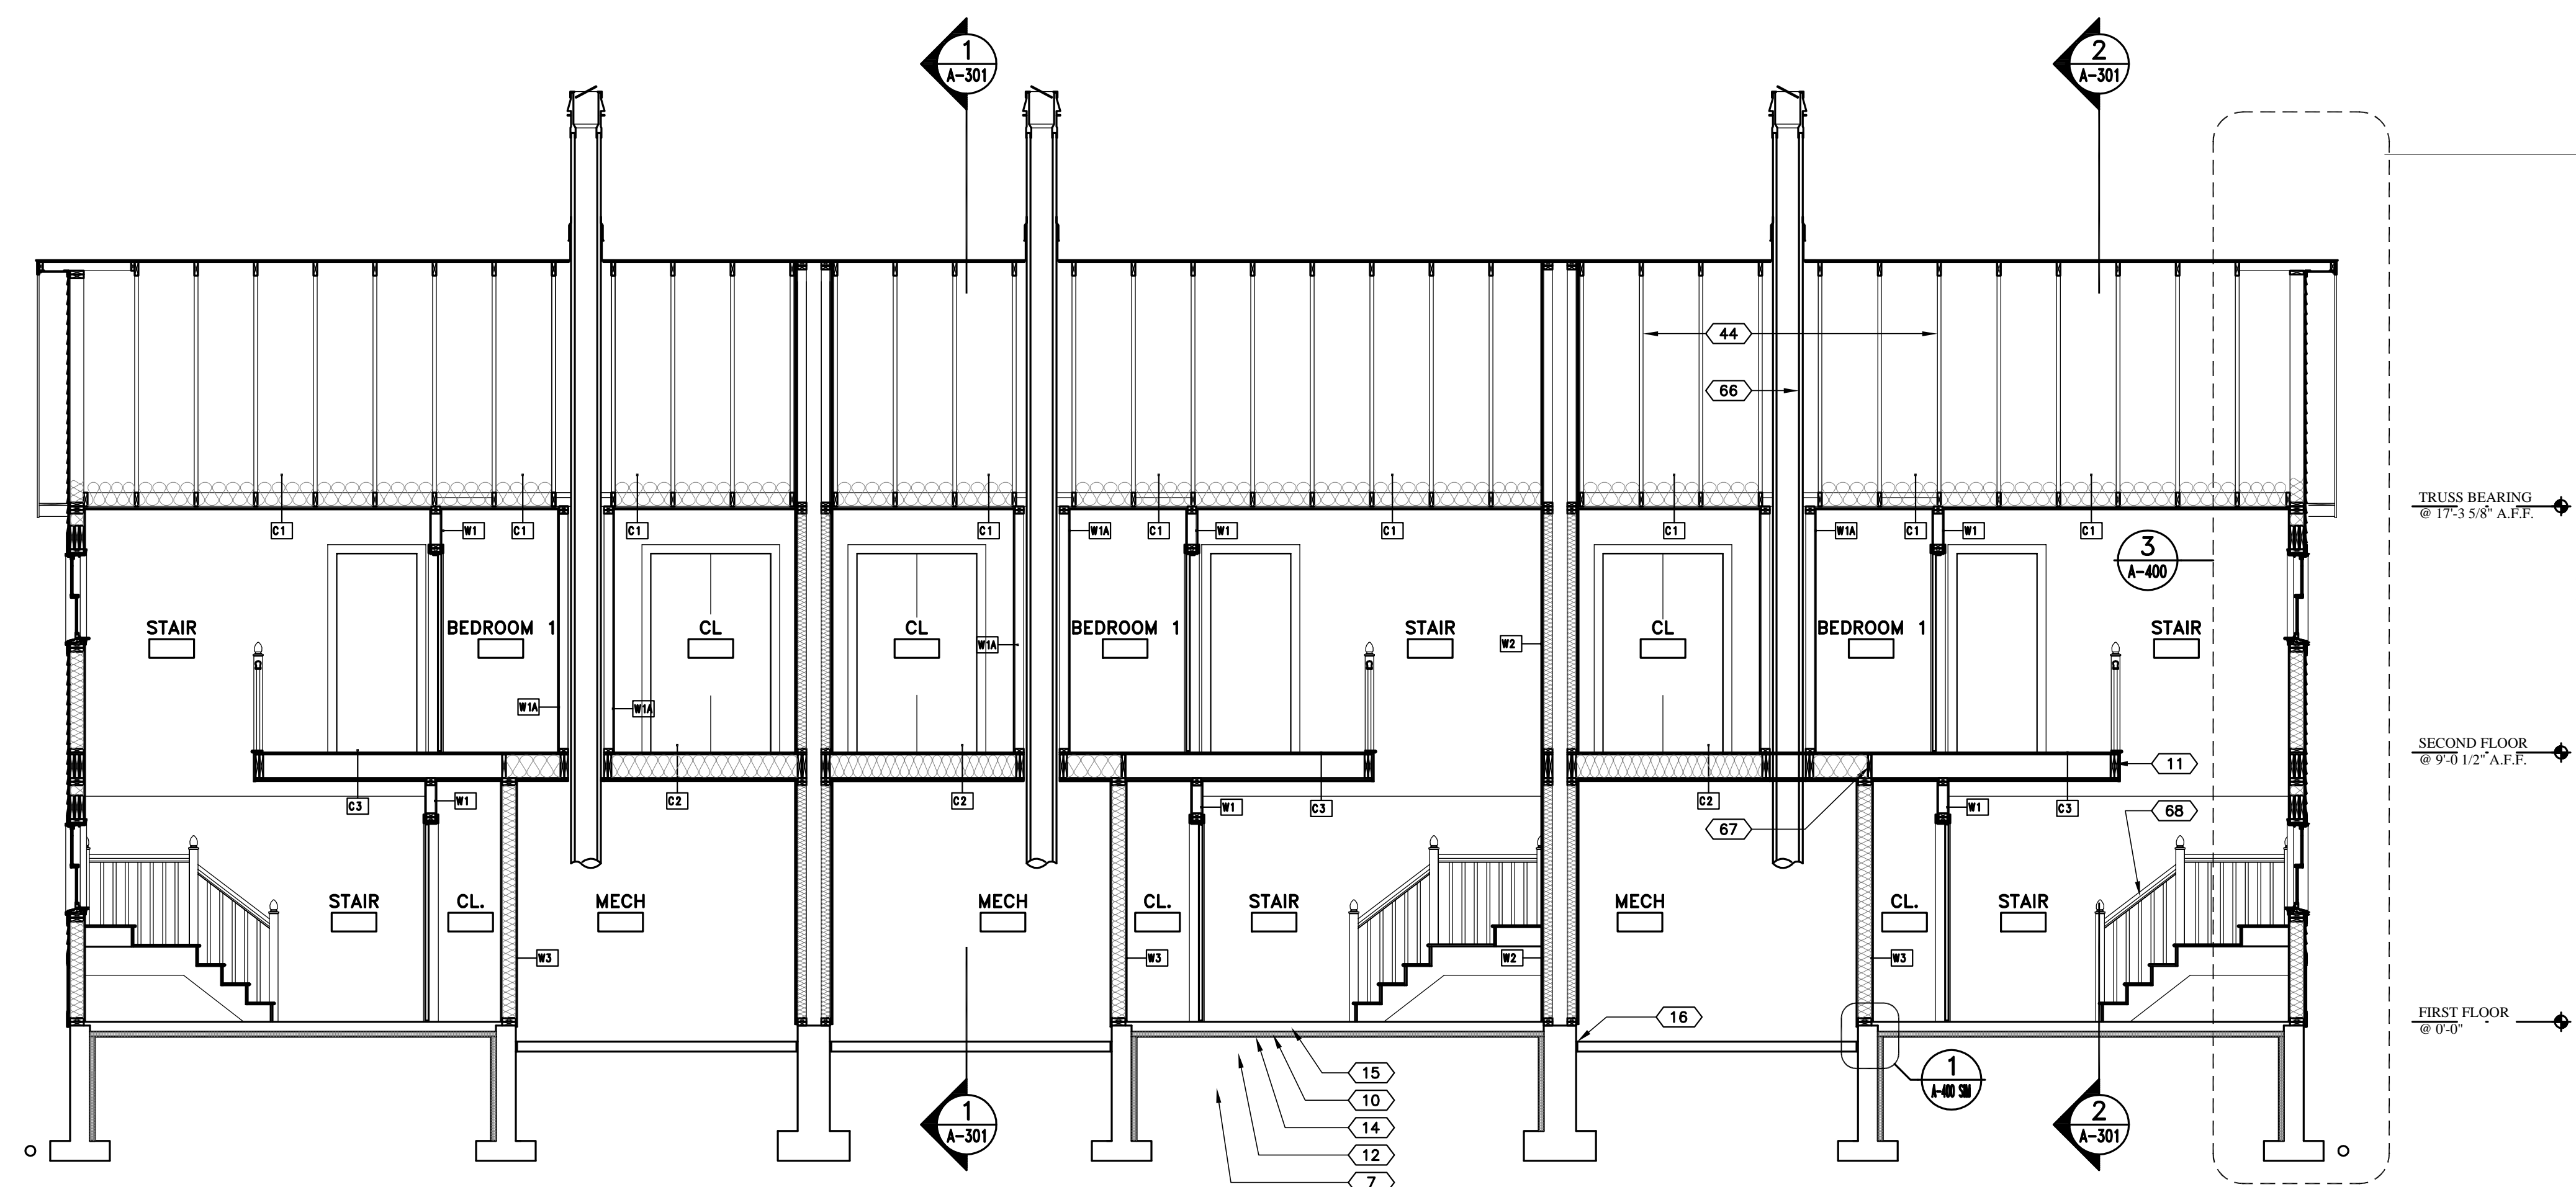 1
A-301
2
A-301
44
66
TRUSS BEARING
@ 17'-3 5/8" A.F.F.
C1
W1
C1
C1
C1
W1A
C1
W1
C1
C1
W1A
C1
W1
C1
3
A-400
STAIR
BEDROOM 1
CL
CL
W1A
BEDROOM 1
STAIR
W2
CL
BEDROOM 1
STAIR
W1A
W1A
SECOND FLOOR
@ 9'-0 1/2" A.F.F.
11
C3
W1
C2
C2
W1
C3
C2
W1
C3
68
67
STAIR
CL.
MECH
MECH
CL.
STAIR
MECH
CL.
STAIR
W3
W3
W2
W3
16
FIRST FLOOR
@ 0'-0"
15
10
14
12
7
1
A-400 SIM
1
A-301
2
A-301